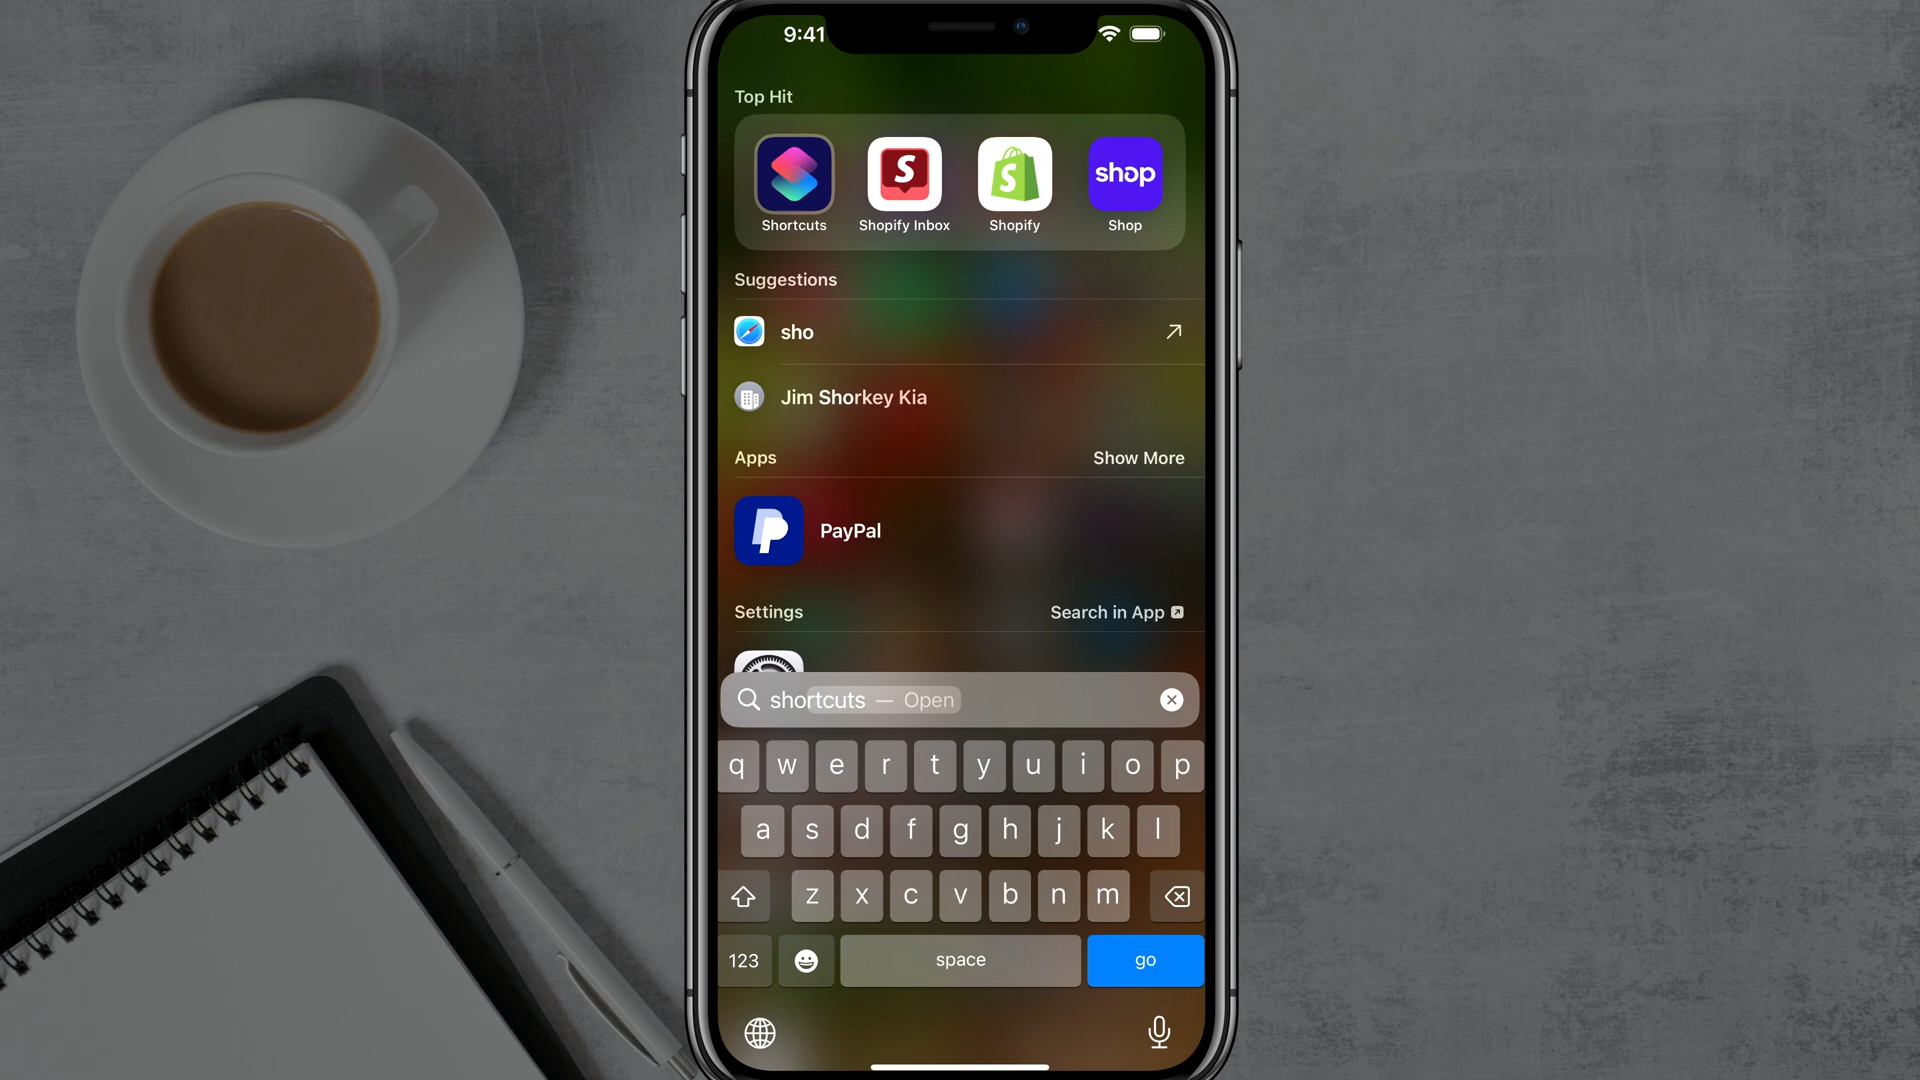 9:41
Top Hit
S S shop
Shortcuts Shopify Inbox Shopify Shop
Suggestions
sho
Jim Shorkey Kia
Apps Show More
PayPal
Settings Search in App
shortcuts — Open
q w e r t y u i o p
a s d f g h j k l
z x c v b n m
123 space go